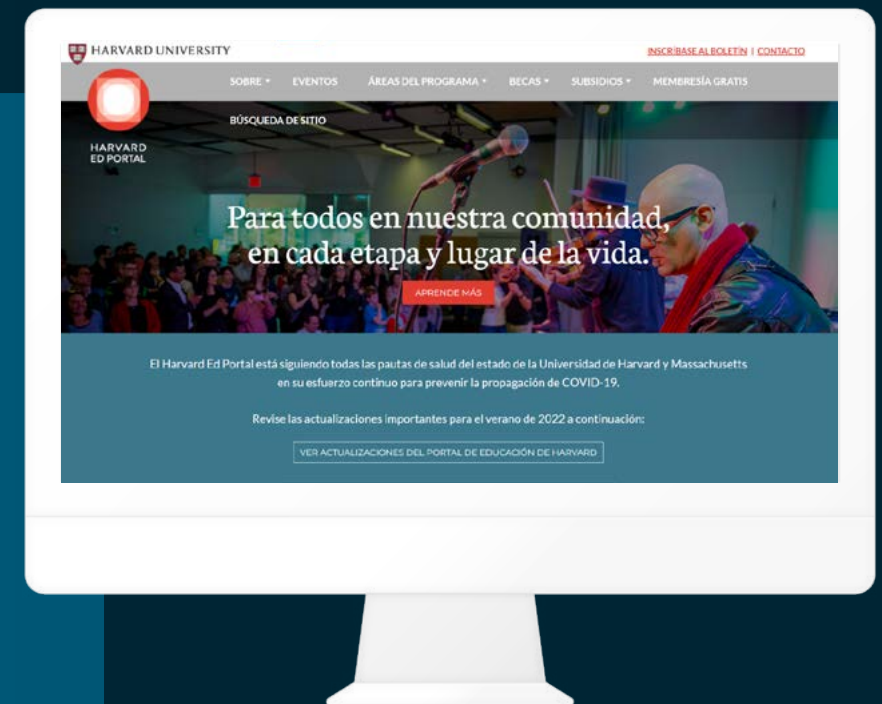 HARVARD UNIVERSITY
INSCRÍBASE AL BOLETÍN | CONTACTO
SOBRE EVENTOS ÁREAS DEL PROGRAMA BECAS SUBSIDIOS MEMBRESÍA GRATIS
BÚSQUEDA DE SITIO
HARVARD
ED PORTAL
Para todos en nuestra comunidad,
en cada etapa y lugar de la vida.
APRENDE MÁS
El Harvard Ed Portal está siguiendo todas las pautas de salud del estado de la Universidad de Harvard y Massachusetts
en su esfuerzo continuo para prevenir la propagación de COVID-19.
Revise las actualizaciones importantes para el verano de 2022 a continuación:
VER ACTUALIZACIONES DEL PORTAL DE EDUCACIÓN DE HARVARD